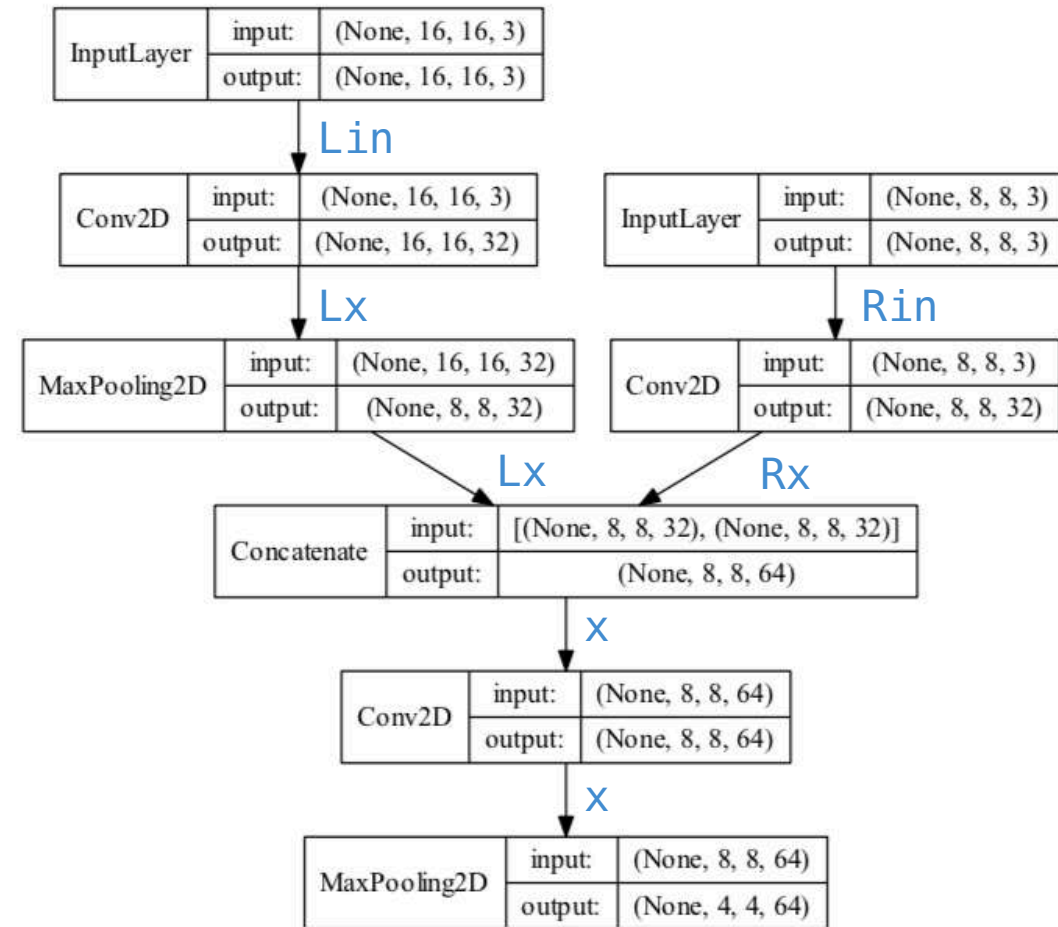 InputLayer
input: (None, 16, 16, 3)
output: (None, 16, 16, 3)
Lin
Conv2D
input: (None, 16, 16, 3)
output: (None, 16, 16, 32)
InputLayer
input: (None, 8, 8, 3)
output: (None, 8, 8, 3)
Lx
Rin
MaxPooling2D
input: (None, 16, 16, 32)
output: (None, 8, 8, 32)
Conv2D
input: (None, 8, 8, 3)
output: (None, 8, 8, 32)
Lx
Rx
Concatenate
input: [(None, 8, 8, 32), (None, 8, 8, 32)]
output: (None, 8, 8, 64)
x
Conv2D
input: (None, 8, 8, 64)
output: (None, 8, 8, 64)
x
MaxPooling2D
input: (None, 8, 8, 64)
output: (None, 4, 4, 64)